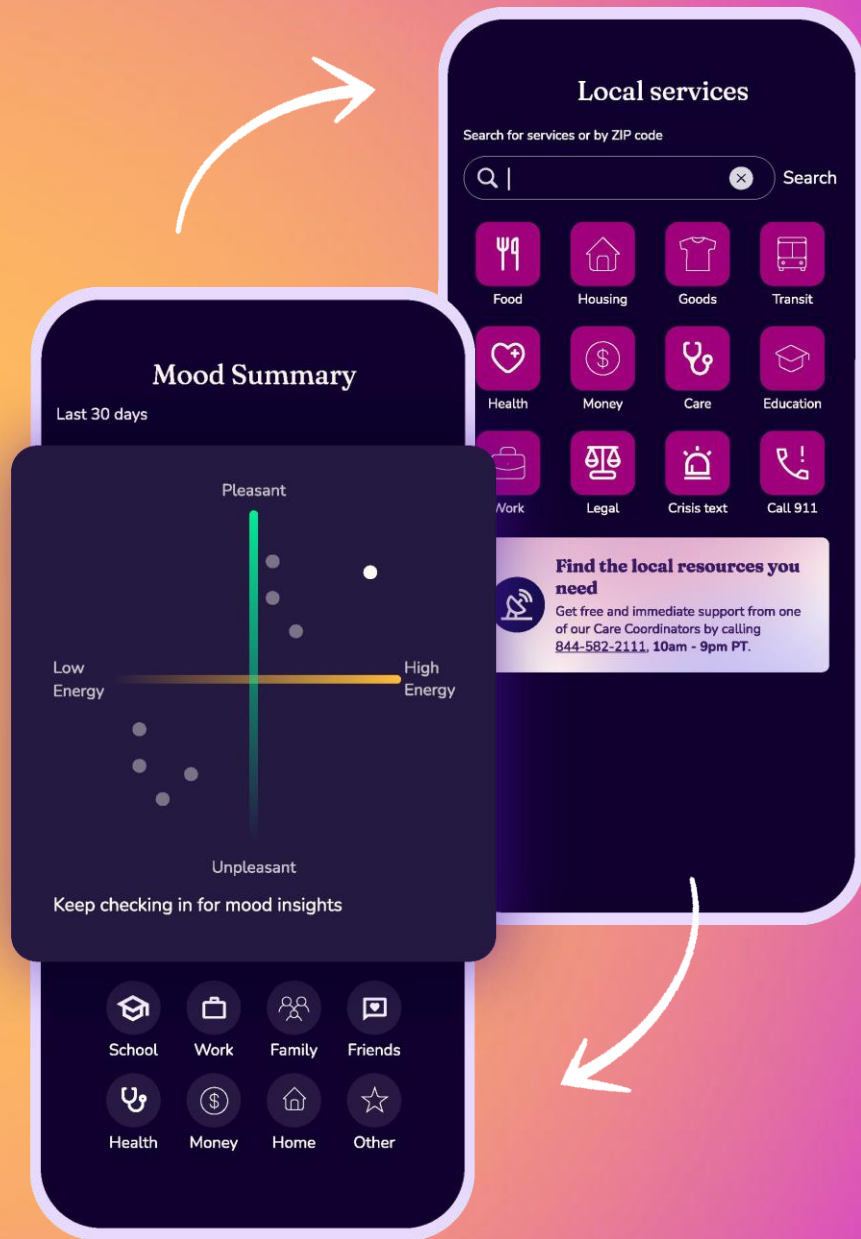 Local services
Search for services or by ZIP code
Search
Food
Housing
Goods
Transit
Health
Money
Care
Education
Work
Legal
Crisis text
Call 911
Find the local resources you
need
Get free and immediate support from one
of our Care Coordinators by calling
844-582-2111, 10am - 9pm PT.
Mood Summary
Last 30 days
Pleasant
Low
Energy
High
Energy
Unpleasant
Keep checking in for mood insights
School
Work
Family
Friends
Health
Money
Home
Other